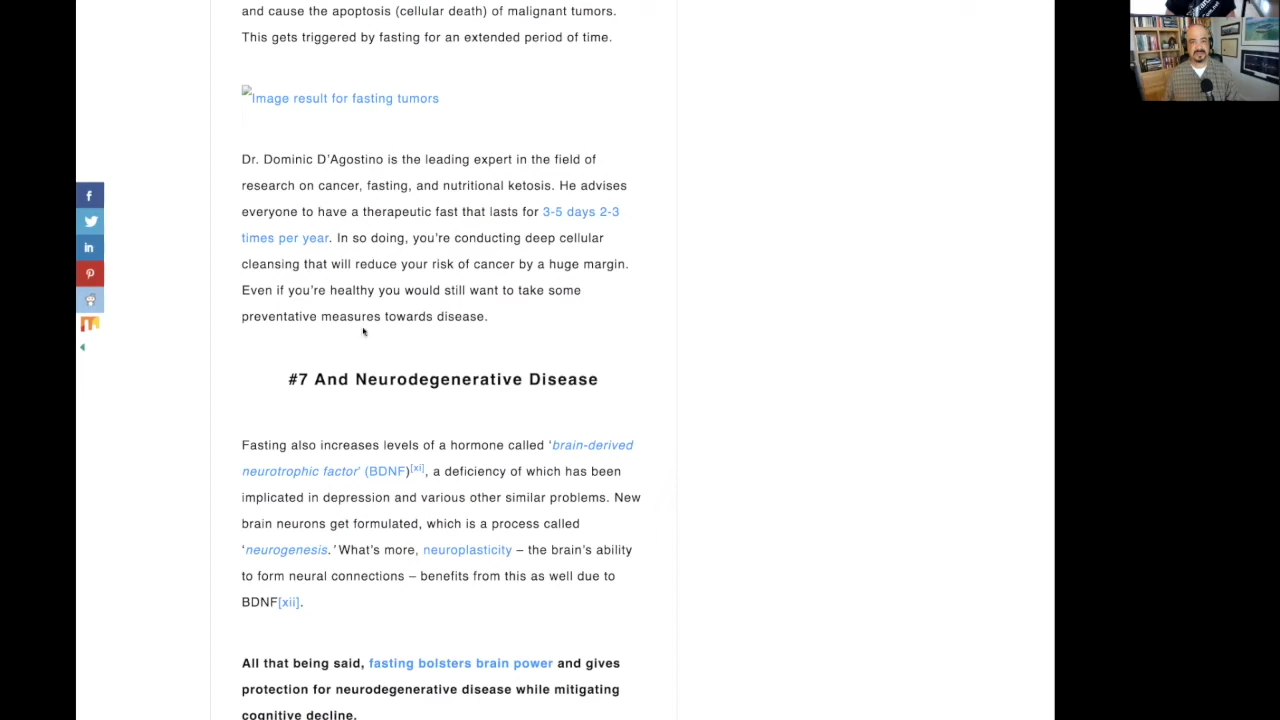 and cause the apoptosis (cellular death) of malignant tumors.
This gets triggered by fasting for an extended period of time.
Image result for fasting tumors
Dr. Dominic D’Agostino is the leading expert in the field of
research on cancer, fasting, and nutritional ketosis. He advises
everyone to have a therapeutic fast that lasts for 3-5 days 2-3
times per year. In so doing, you’re conducting deep cellular
cleansing that will reduce your risk of cancer by a huge margin.
Even if you’re healthy you would still want to take some
preventative measures towards disease.
#7 And Neurodegenerative Disease
Fasting also increases levels of a hormone called ‘brain-derived
neurotrophic factor’ (BDNF)[xi], a deficiency of which has been
implicated in depression and various other similar problems. New
brain neurons get formulated, which is a process called
‘neurogenesis.’ What’s more, neuroplasticity – the brain’s ability
to form neural connections – benefits from this as well due to
BDNF[xii].
All that being said, fasting bolsters brain power and gives
protection for neurodegenerative disease while mitigating
cognitive decline.